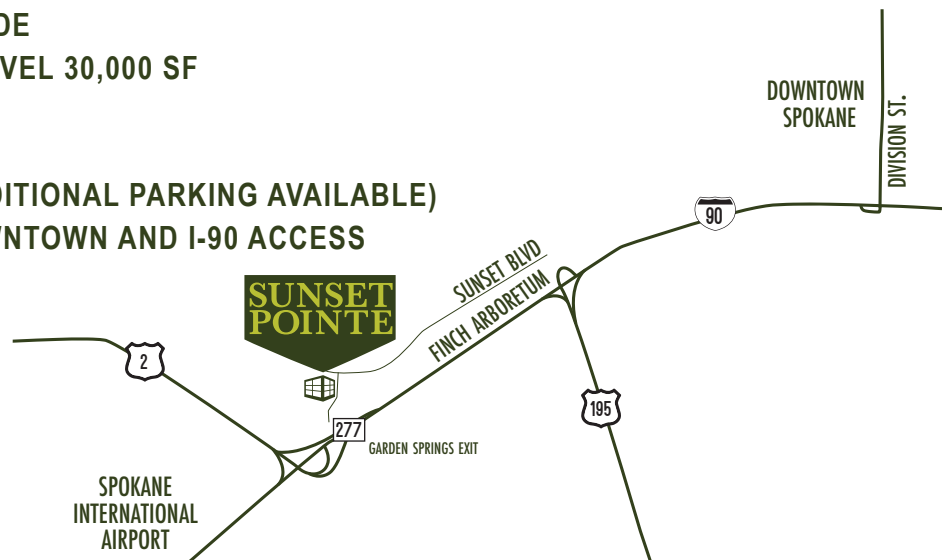 DE
VEL 30,000 SF
DITIONAL PARKING AVAILABLE)
NTOWN AND I-90 ACCESS
DOWNTOWN
SPOKANE
DIVISION ST.
90
SUNSET BLVD
FINCH ARBORETUM
SUNSET
POINTE
2
195
277
GARDEN SPRINGS EXIT
SPOKANE
INTERNATIONAL
AIRPORT